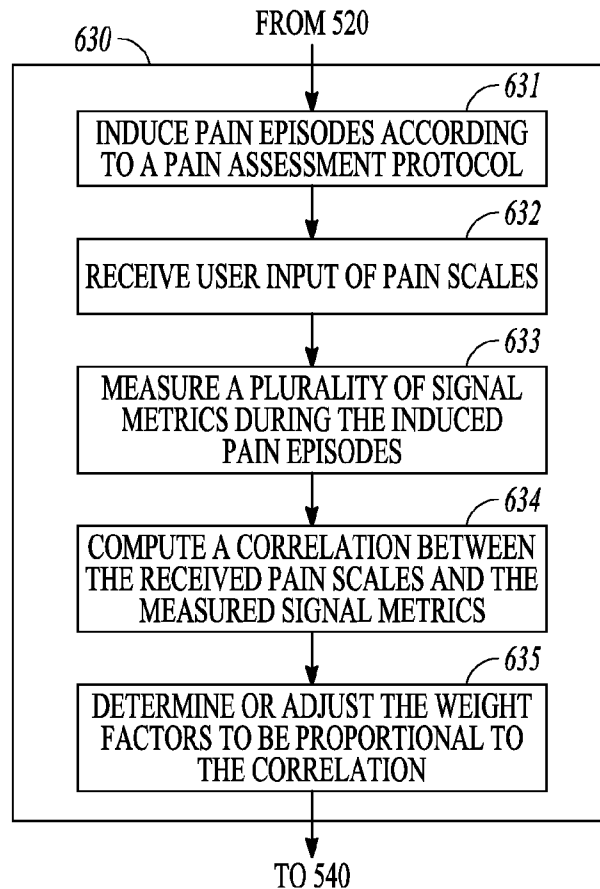 FROM 520
630
631
INDUCE PAIN EPISODES ACCORDING
TO A PAIN ASSESSMENT PROTOCOL
632
RECEIVE USER INPUT OF PAIN SCALES
633
MEASURE A PLURALITY OF SIGNAL
METRICS DURING THE INDUCED
PAIN EPISODES
634
COMPUTE A CORRELATION BETWEEN
THE RECEIVED PAIN SCALES AND THE
MEASURED SIGNAL METRICS
635
DETERMINE OR ADJUST THE WEIGHT
FACTORS TO BE PROPORTIONAL TO
THE CORRELATION
TO 540